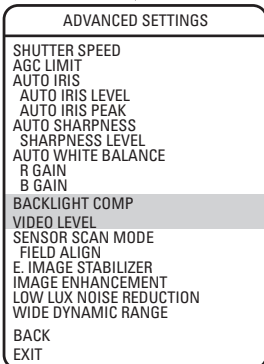 ADVANCED SETTINGS
SHUTTER SPEED
AGC LIMIT
AUTO IRIS
AUTO IRIS LEVEL
AUTO IRIS PEAK
AUTO SHARPNESS
SHARPNESS LEVEL
AUTO WHITE BALANCE
R GAIN
B GAIN
BACKLIGHT COMP
VIDEO LEVEL
SENSOR SCAN MODE
FIELD ALIGN
E. IMAGE STABILIZER
IMAGE ENHANCEMENT
LOW LUX NOISE REDUCTION
WIDE DYNAMIC RANGE
BACK
EXIT